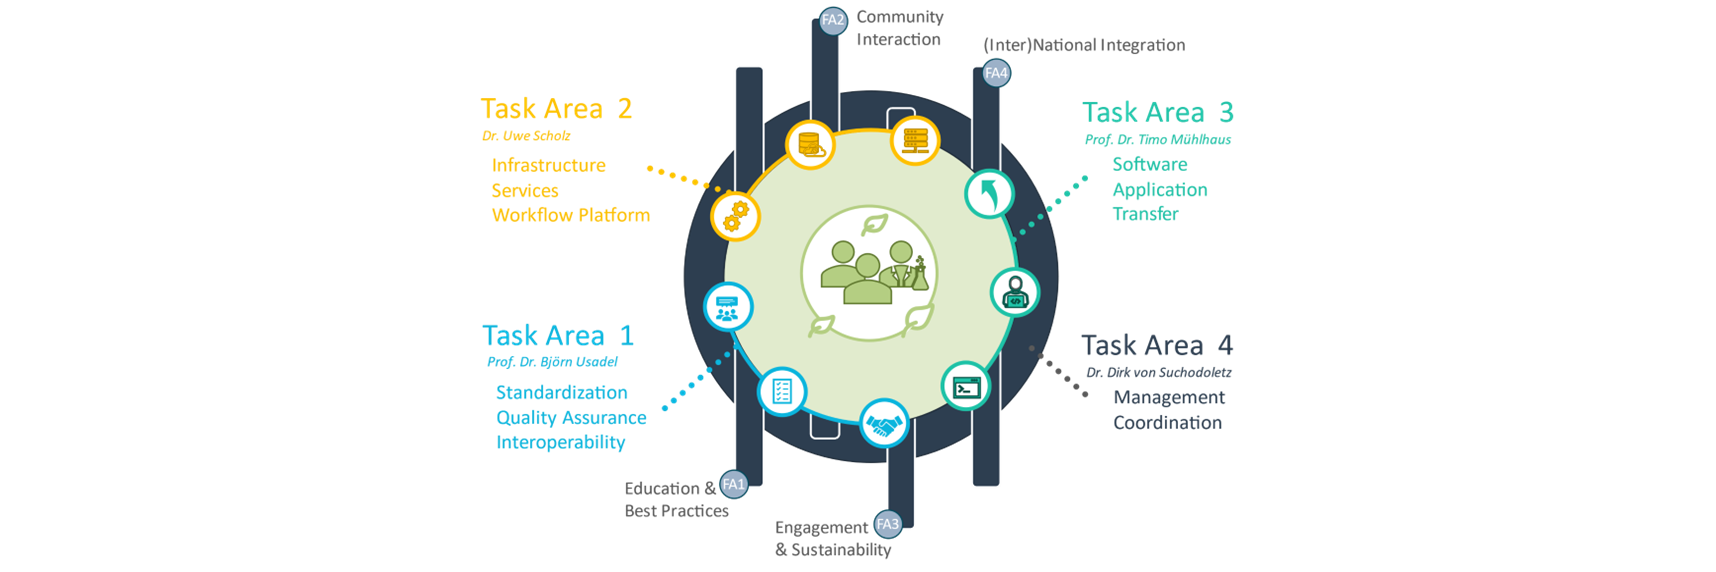 FA2
Community
Interaction
(Inter)National Integration
FA4
Task Area 2
Dr. Uwe Scholz
Infrastructure
Services
Workflow Platform
Task Area 3
Prof. Dr. Timo Mühlhaus
Software
Application
Transfer
Task Area 1
Prof. Dr. Björn Usadel
Standardization
Quality Assurance
Interoperability
Task Area 4
Dr. Dirk von Suchodoletz
Management
Coordination
Education &
Best Practices
FA1
Engagement
& Sustainability
FA3